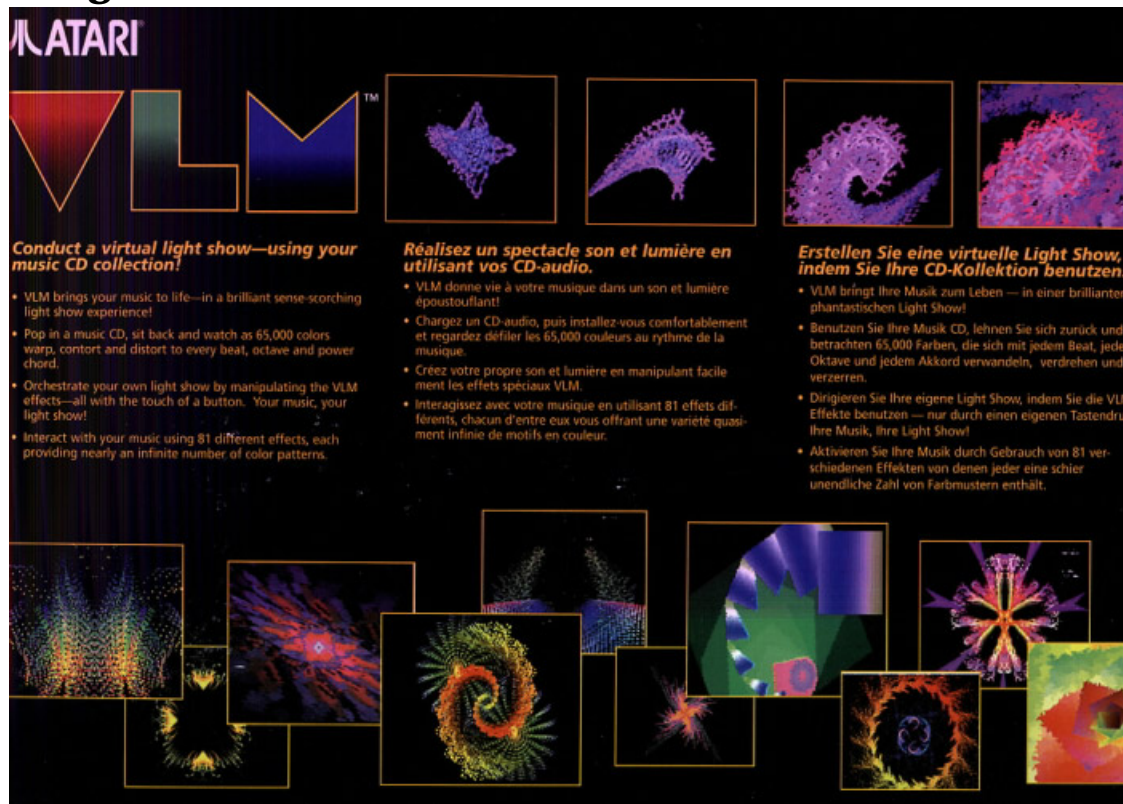 ATARI
VLM™
Conduct a virtual light show—using your
music CD collection!
• VLM brings your music to life—in a brilliant sense-scorching
light show experience!
• Pop in a music CD, sit back and watch as 65,000 colors
warp, contort and distort to every beat, octave and power
chord.
• Orchestrate your own light show by manipulating the VLM
effects—all with the touch of a button. Your music, your
light show!
• Interact with your music using 81 different effects, each
providing nearly an infinite number of color patterns.
Réalisez un spectacle son et lumière en
utilisant vos CD-audio.
• VLM donne vie à votre musique dans un son et lumière
époustouflant!
• Chargez un CD-audio, puis installez-vous comfortablement
et regardez défiler les 65,000 couleurs au rythme de la
musique.
• Créez votre propre son et lumière en manipulant facile
ment les effets spéciaux VLM.
• Interagissez avec votre musique en utilisant 81 effets dif-
férents, chacun d'entre eux vous offrant une variété quasi-
ment infinie de motifs en couleur.
Erstellen Sie eine virtuelle Light Show,
indem Sie Ihre CD-Kollektion benutzen.
• VLM bringt Ihre Musik zum Leben — in einer brillianten
phantastischen Light Show!
• Benutzen Sie Ihre Musik CD, lehnen Sie sich zurück und
betrachten 65,000 Farben, die sich mit jedem Beat, jede
Oktave und jedem Akkord verwandeln, verdrehen und
verzerren.
• Dirigieren Sie Ihre eigene Light Show, indem Sie die VLM
Effekte benutzen — nur durch einen eigenen Tastendru
Ihre Musik, Ihre Light Show!
• Aktivieren Sie Ihre Musik durch Gebrauch von 81 ver-
schiedenen Effekten von denen jeder eine schier
unendliche Zahl von Farbmustern enthält.